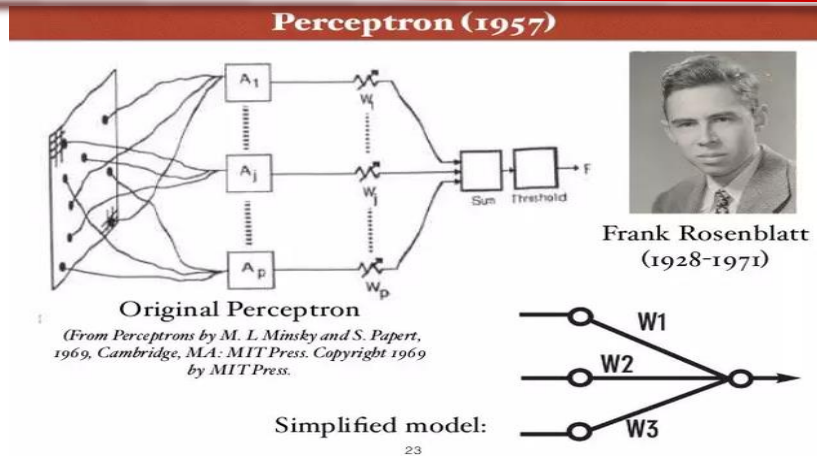 Perceptron (1957)
A1
Wi
Aj
Wj
Sum
Threshold
F
Ap
Wp
Frank Rosenblatt
(1928-1971)
Original Perceptron
(From Perceptrons by M. L Minsky and S. Papert,
1969, Cambridge, MA: MIT Press. Copyright 1969
by MIT Press.
W1
W2
W3
Simplified model:
23